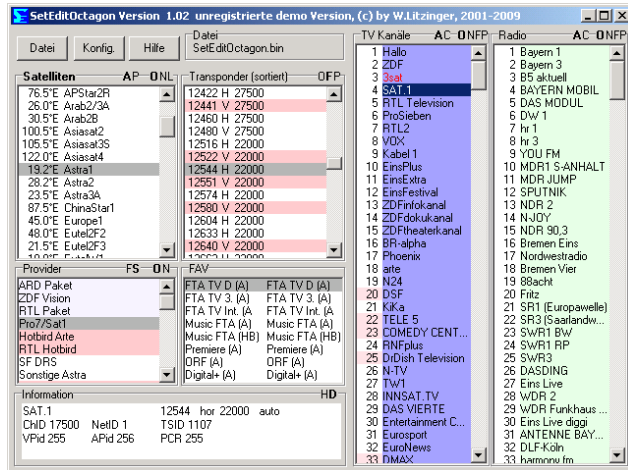 SetEditOctagon Version 1.02 unregistrierte demo Version, (c) by W.Litzinger, 2001-2009
Datei
Konfig.
Hilfe
Datei
SetEditOctagon.bin
Satelliten AP ONL
76.5°E APStar2R
26.0°E Arab2/3A
30.5°E Arab2B
100.5°E Asiasat2
105.5°E Asiasat3S
122.0°E Asiasat4
19.2°E Astra1
28.2°E Astra2
23.5°E Astra3A
87.5°E ChinaStar1
45.0°E Europe1
48.0°E Eutel2F2
21.5°E Eutel2F3
Transponder (sortiert) OFP
12422 H 27500
12441 V 27500
12460 H 27500
12480 V 27500
12516 H 22000
12522 V 22000
12544 H 22000
12551 V 22000
12574 H 22000
12580 V 22000
12604 H 22000
12633 H 22000
12640 V 22000
12663 H 22000
Provider FS ON
ARD Paket
ZDF Vision
RTL Paket
Pro7/Sat1
Hotbird Arte
RTL Hotbird
SF DRS
Sonstige Astra
FAV
FTA TV D (A) FTA TV D (A)
FTA TV 3. (A) FTA TV 3. (A)
FTA TV Int. (A FTA TV Int. (A
Music FTA (A) Music FTA (A)
Music FTA (HB) Music FTA (HB)
Premiere (A) Premiere (A)
ORF (A) ORF (A)
Digital+ (A) Digital+ (A)
Information HD
SAT.1 12544 hor 22000 auto
ChID 17500 NetID 1 TSID 1107
VPid 255 APid 256 PCR 255
TV Kanäle AC ONFP
1 Hallo
2 ZDF
3 3sat
4 SAT.1
5 RTL Television
6 ProSieben
7 RTL2
8 VOX
9 Kabel 1
10 EinsPlus
11 EinsExtra
12 EinsFestival
13 ZDFinfokanal
14 ZDFdokukanal
15 ZDFtheaterkanal
16 BR-alpha
17 Phoenix
18 arte
19 N24
20 DSF
21 KiKa
22 TELE 5
23 COMEDY CENT...
24 RNFplus
25 DrDish Television
26 N-TV
27 TW1
28 INNSAT.TV
29 DAS VIERTE
30 Entertainment C...
31 Eurosport
32 EuroNews
33 DMAX
Radio AC ONFP
1 Bayern 1
2 Bayern 3
3 B5 aktuell
4 BAYERN MOBIL
5 DAS MODUL
6 DW 1
7 hr 1
8 hr 3
9 YOU FM
10 MDR1 S-ANHALT
11 MDR JUMP
12 SPUTNIK
13 NDR 2
14 N-JOY
15 NDR 90,3
16 Bremen Eins
17 Nordwestradio
18 Bremen Vier
19 88acht
20 Fritz
21 SR1 (Europawelle)
22 SR3 (Saarlandw...
23 SWR1 BW
24 SWR1 RP
25 SWR3
26 DASDING
27 Eins Live
28 WDR 2
29 WDR Funkhaus ...
30 Eins Live diggi
31 ANTENNE BAY...
32 DLF-Köln
33 harmony fm